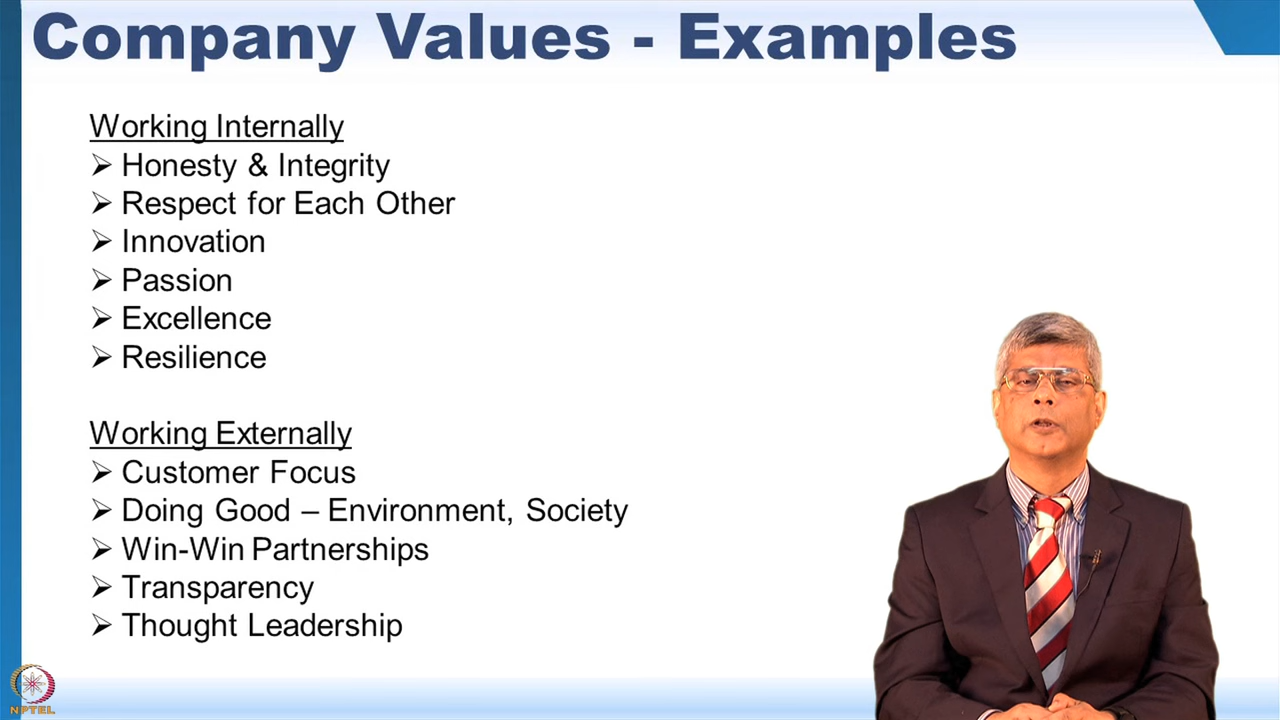 Company Values - Examples
Working Internally
➢ Honesty & Integrity
➢ Respect for Each Other
➢ Innovation
➢ Passion
➢ Excellence
➢ Resilience
Working Externally
➢ Customer Focus
➢ Doing Good – Environment, Society
➢ Win-Win Partnerships
➢ Transparency
➢ Thought Leadership
NPTEL